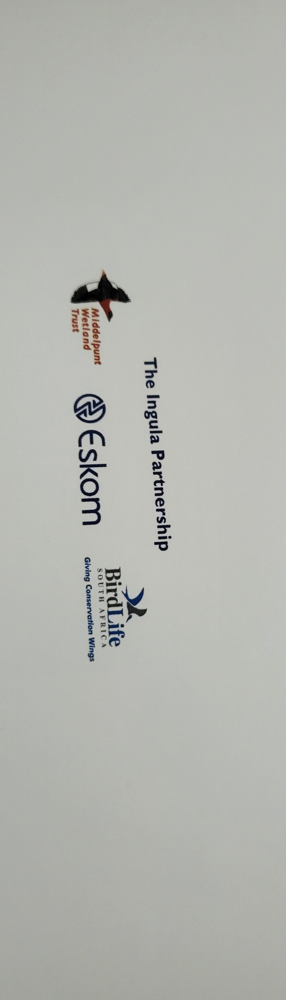 The Ingula Partnership
Middelpunt
Wetland
Trust
Eskom
BirdLife
SOUTH AFRICA
Giving Conservation Wings